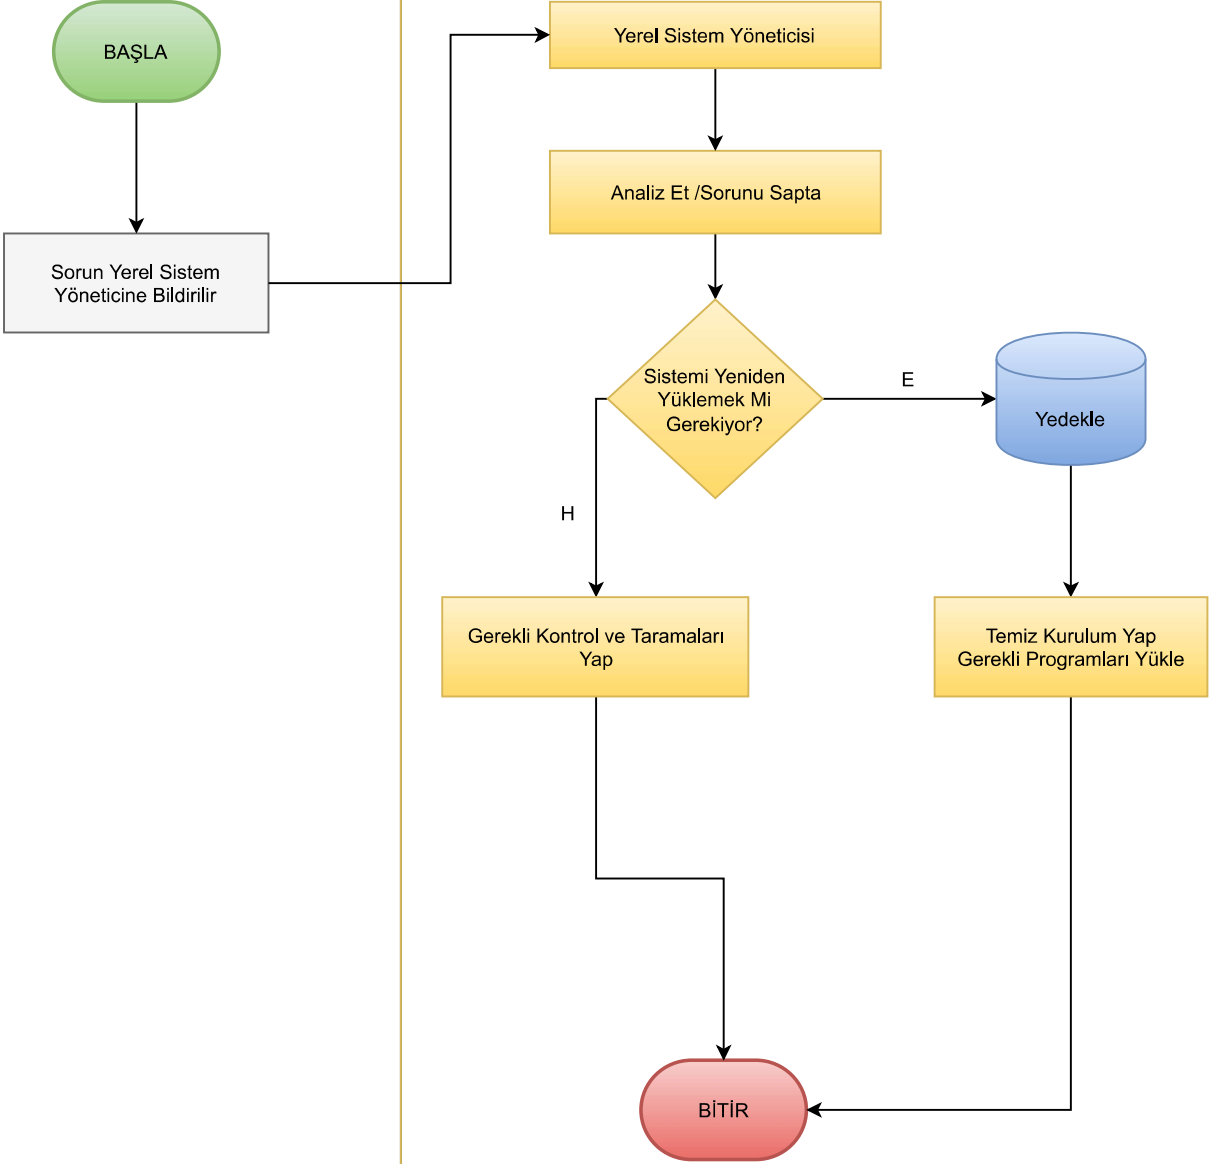 BAŞLA
Sorun Yerel Sistem
Yöneticine Bildirilir
Yerel Sistem Yöneticisi
Analiz Et /Sorunu Sapta
Sistemi Yeniden
Yüklemek Mi
Gerekiyor?
E
Yedekle
H
Gerekli Kontrol ve Taramaları
Yap
Temiz Kurulum Yap
Gerekli Programları Yükle
BİTİR